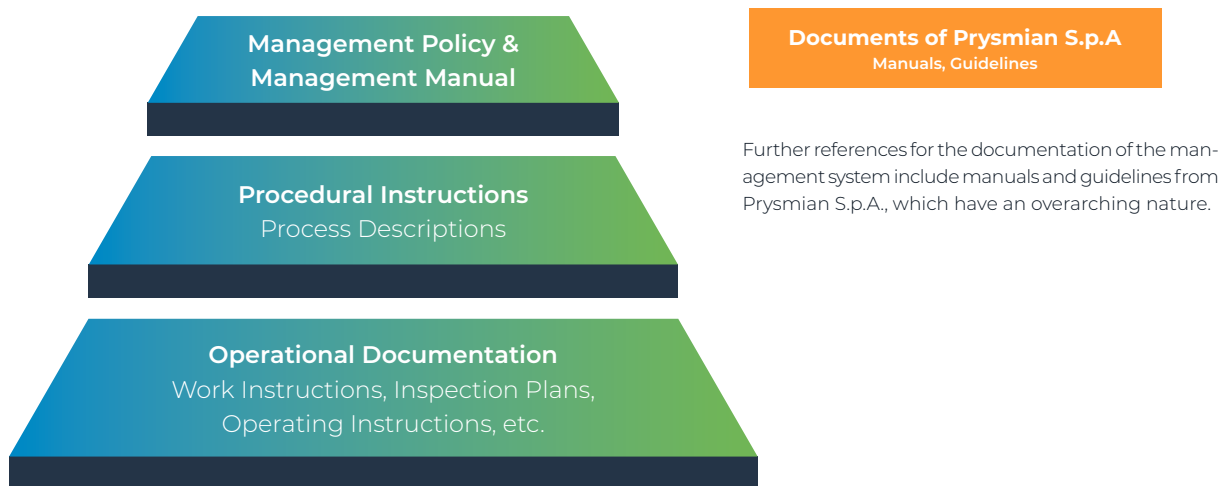 Management Policy &
Management Manual
Procedural Instructions
Process Descriptions
Operational Documentation
Work Instructions, Inspection Plans,
Operating Instructions, etc.
Documents of Prysmian S.p.A
Manuals, Guidelines
Further references for the documentation of the man-
agement system include manuals and guidelines from
Prysmian S.p.A., which have an overarching nature.